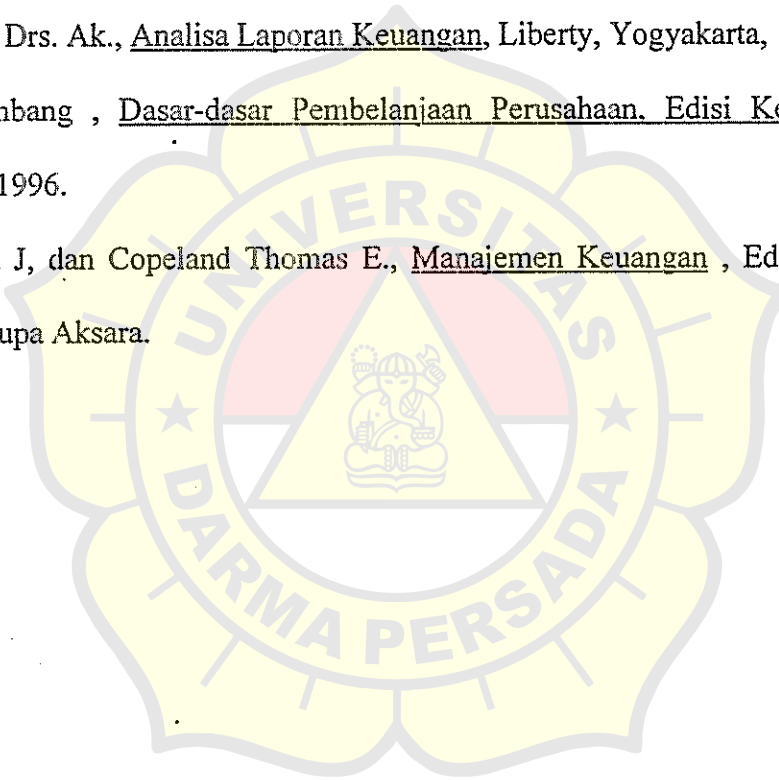 Drs. Ak., Analisa Laporan Keuangan, Liberty, Yogyakarta,
mbang , Dasar-dasar Pembelanjaan Perusahaan. Edisi Ke
1996.
J, dan Copeland Thomas E., Manajemen Keuangan , Ed
upa Aksara.
UNIVERSITAS
DARMA PERSADA